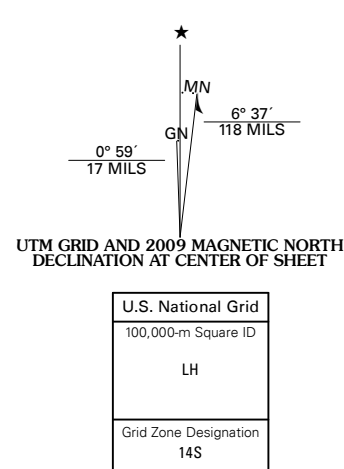 ★
MN
6° 37´
118 MILS
GN
0° 59´
17 MILS
UTM GRID AND 2009 MAGNETIC NORTH
DECLINATION AT CENTER OF SHEET
U.S. National Grid
100,000-m Square ID
LH
Grid Zone Designation
14S